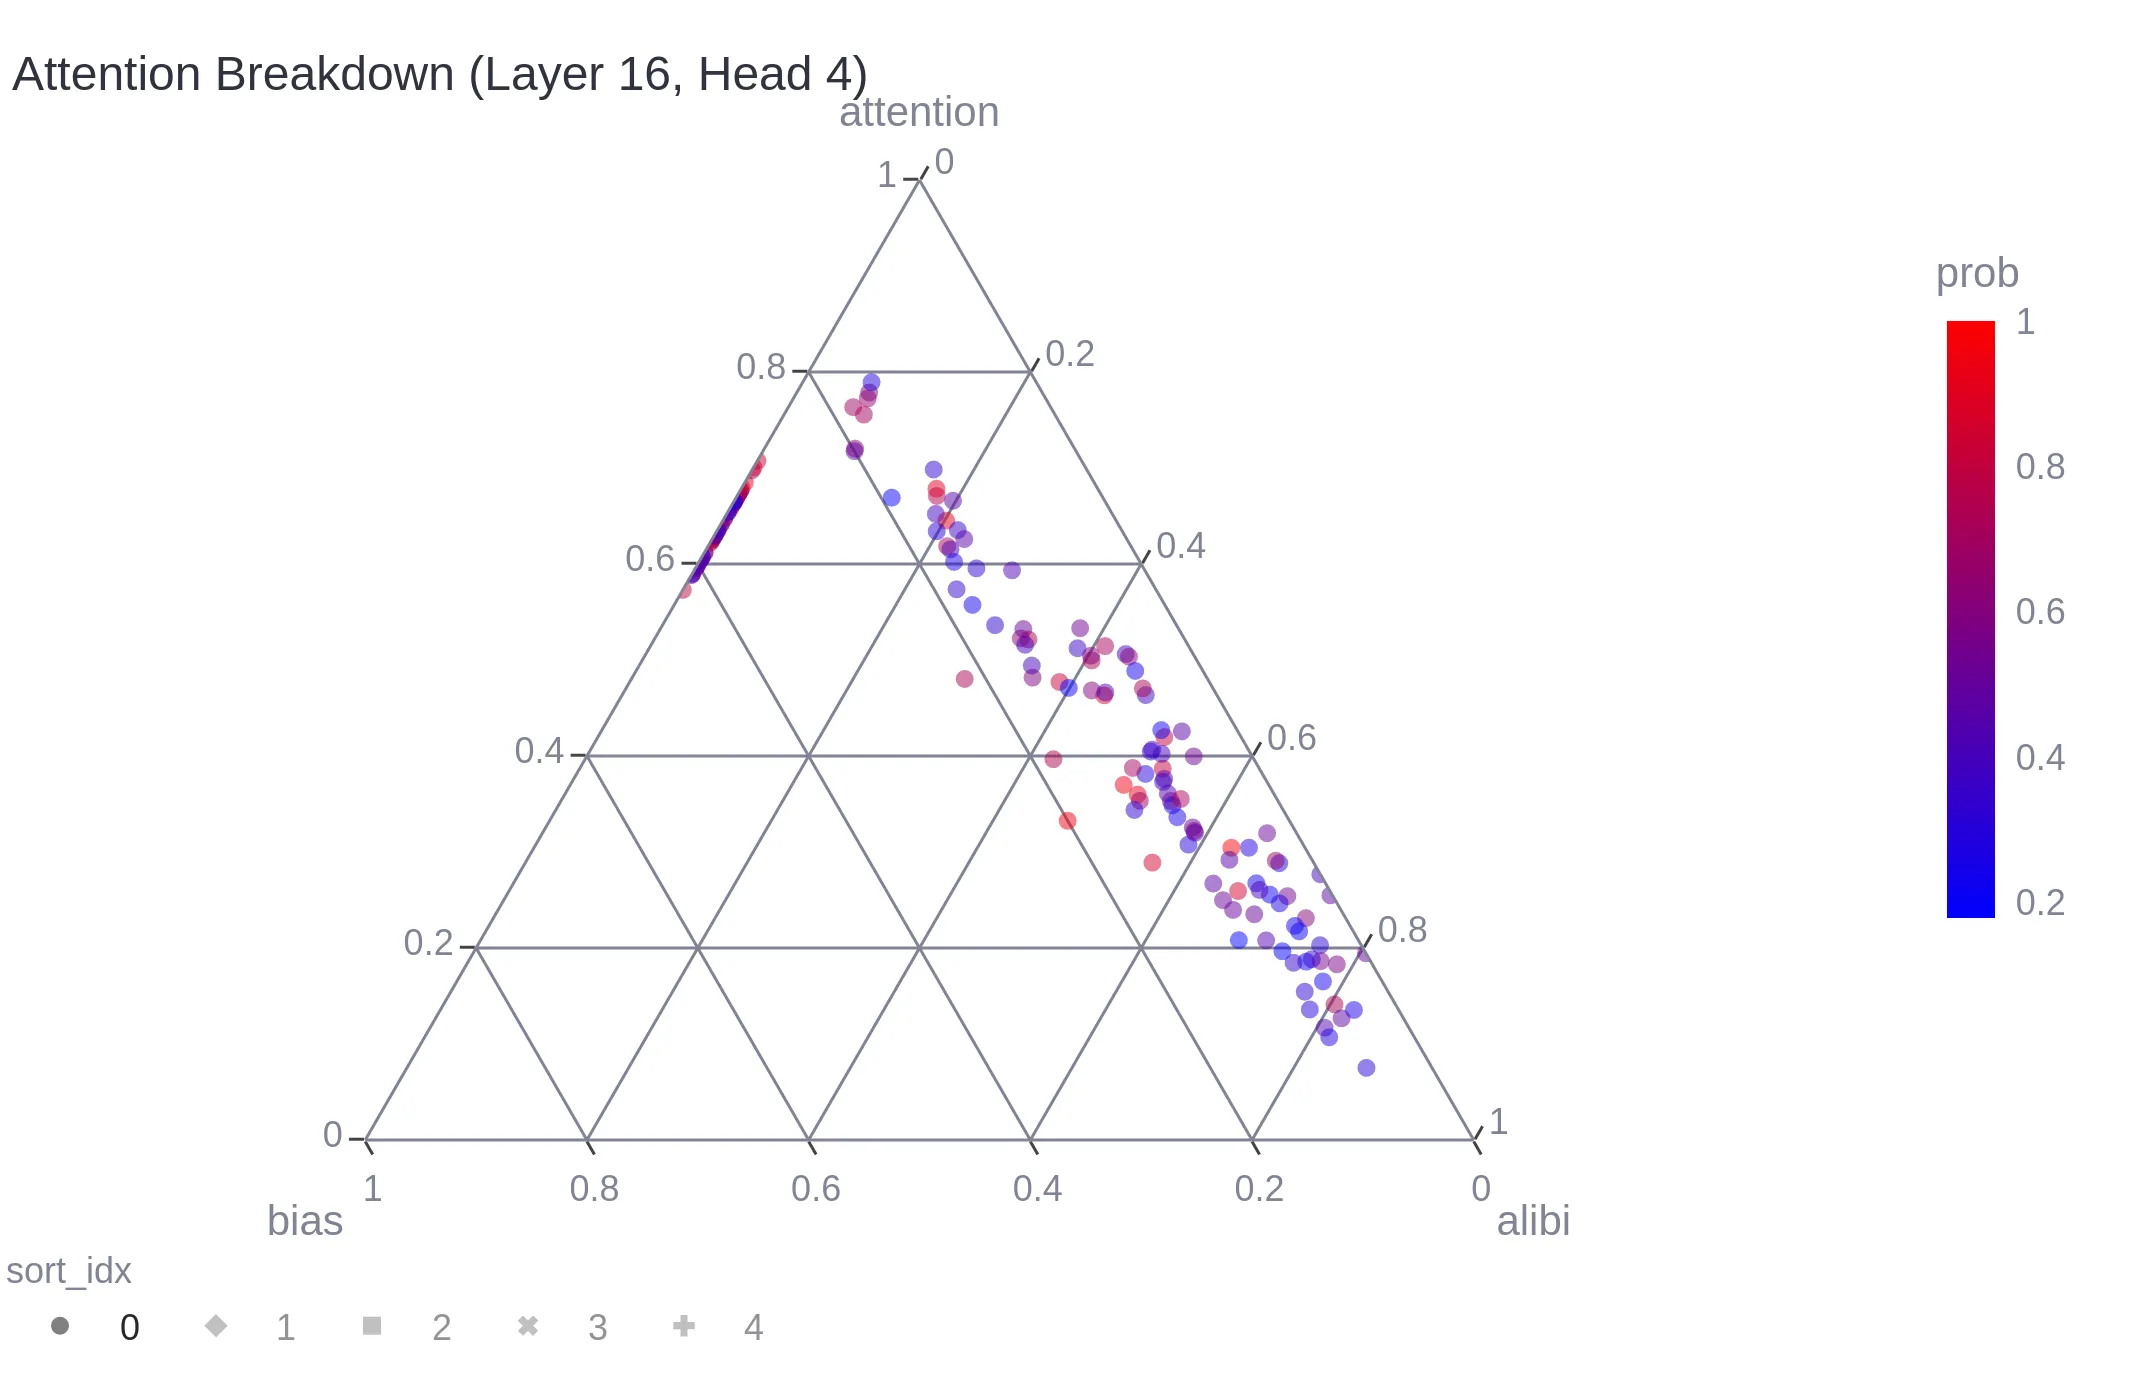 Attention Breakdown (Layer 16, Head 4)
attention
1 0
0.8 0.2
0.6 0.4
0.4 0.6
0.2 0.8
0 1
1 0.8 0.6 0.4 0.2 0
bias alibi
prob
1
0.8
0.6
0.4
0.2
sort_idx
0 1 2 3 4